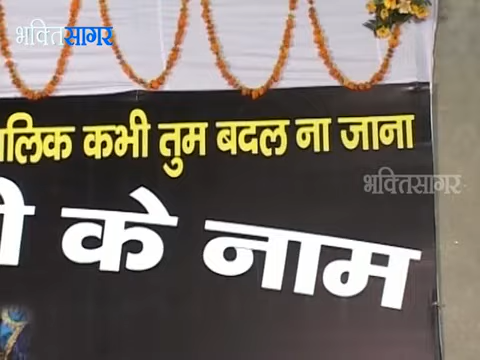 भक्तिसागर
कभी तुम बदल ना जाना
भक्तिसागर
के नाम